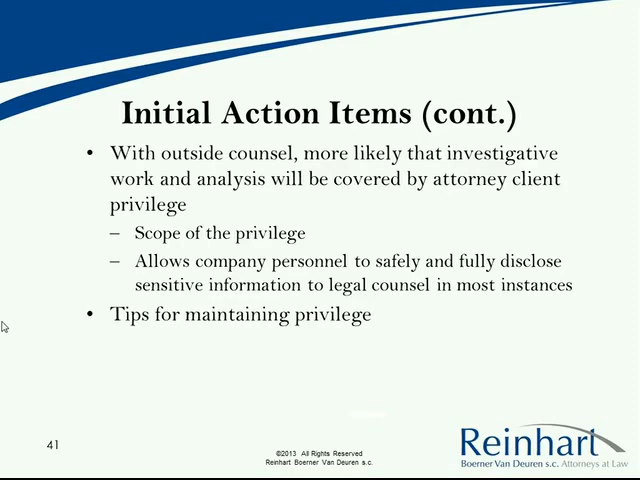 Initial Action Items (cont.)
• With outside counsel, more likely that investigative
work and analysis will be covered by attorney client
privilege
– Scope of the privilege
– Allows company personnel to safely and fully disclose
sensitive information to legal counsel in most instances
• Tips for maintaining privilege
41
©2013 All Rights Reserved
Reinhart Boerner Van Deuren s.c.
Reinhart
Boerner Van Deuren s.c. Attorneys at Law